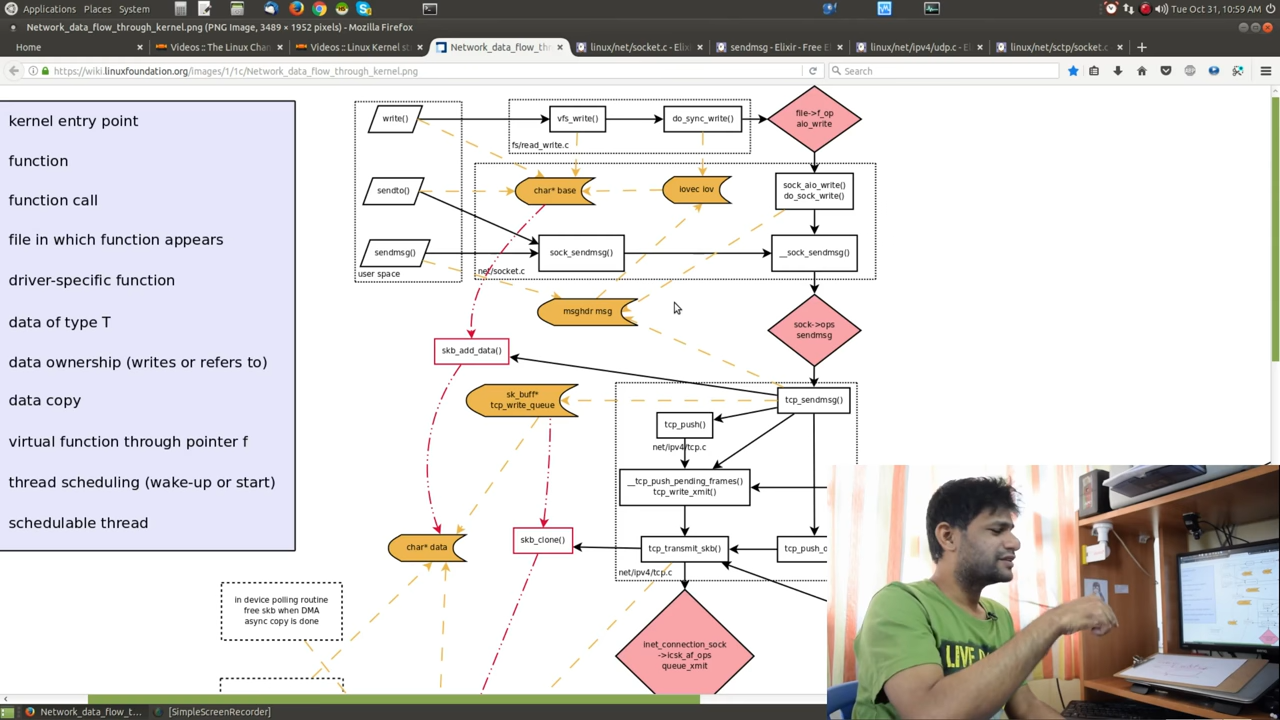 Applications Places System
Tue Oct 31, 10:59 AM
Network_data_flow_through_kernel.png (PNG Image, 3489 × 1952 pixels) - Mozilla Firefox
Home
Videos :: The Linux Chan
Videos :: Linux Kernel st
Network_data_flow_thr
linux/net/socket.c - Elixi
sendmsg - Elixir - Free E
linux/net/ipv4/udp.c - El
linux/net/sctp/socket.c
https://wiki.linuxfoundation.org/images/1/1c/Network_data_flow_through_kernel.png
Search
kernel entry point
function
function call
file in which function appears
driver-specific function
data of type T
data ownership (writes or refers to)
data copy
virtual function through pointer f
thread scheduling (wake-up or start)
schedulable thread
write()
vfs_write()
do_sync_write()
file->f_op
aio_write
fs/read_write.c
sendto()
char* base
iovec iov
sock_aio_write()
do_sock_write()
sendmsg()
sock_sendmsg()
__sock_sendmsg()
user space
net/socket.c
msghdr msg
sock->ops
sendmsg
skb_add_data()
sk_buff*
tcp_write_queue
tcp_sendmsg()
tcp_push()
net/ipv4/tcp.c
__tcp_push_pending_frames()
tcp_write_xmit()
char* data
skb_clone()
tcp_transmit_skb()
tcp_push_o
net/ipv4/tcp.c
in device polling routine
free skb when DMA
async copy is done
inet_connection_sock
->icsk_af_ops
queue_xmit
LIVE
Network_data_flow_t...
[SimpleScreenRecorder]